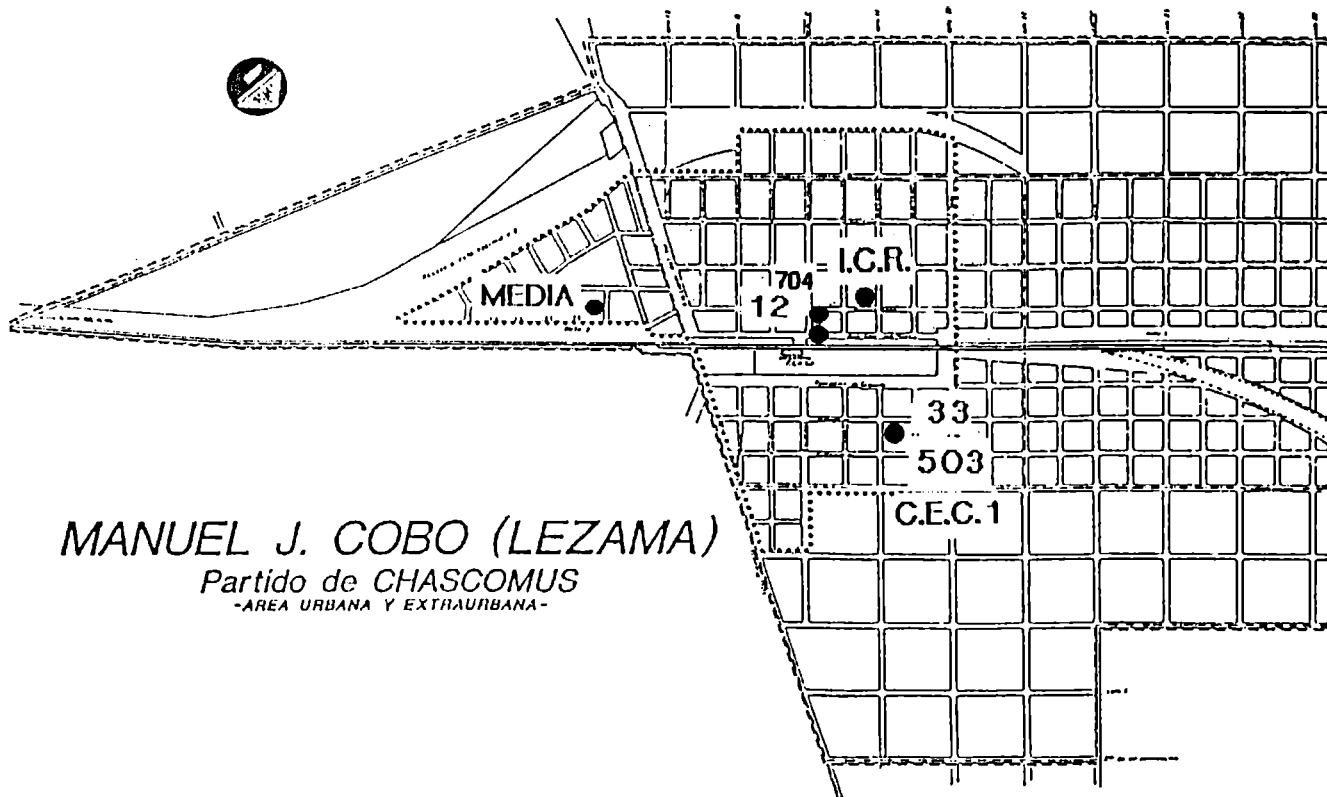 I.C.R.
704
MEDIA
12
33
503
C.E.C. 1
MANUEL J. COBO (LEZAMA)
Partido de CHASCOMUS
-AREA URBANA Y EXTRAURBANA-